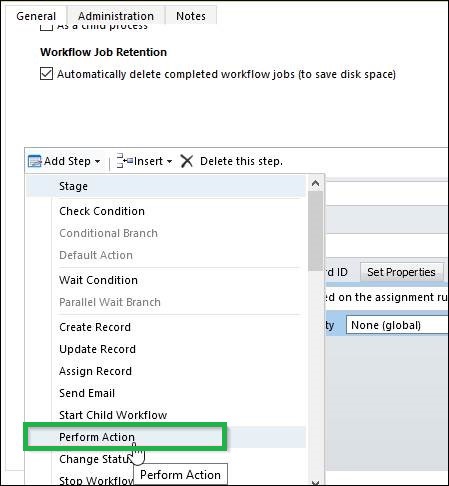 General Administration Notes
As a child process
Workflow Job Retention
Automatically delete completed workflow jobs (to save disk space)
Add Step Insert Delete this step.
Stage
Check Condition
Conditional Branch
Default Action
Wait Condition
ID Set Properties
ed on the assignment ru
Parallel Wait Branch
ty None (global)
Create Record
Update Record
Assign Record
Send Email
Start Child Workflow
Perform Action
Change Status
Perform Action
Stop Workflow